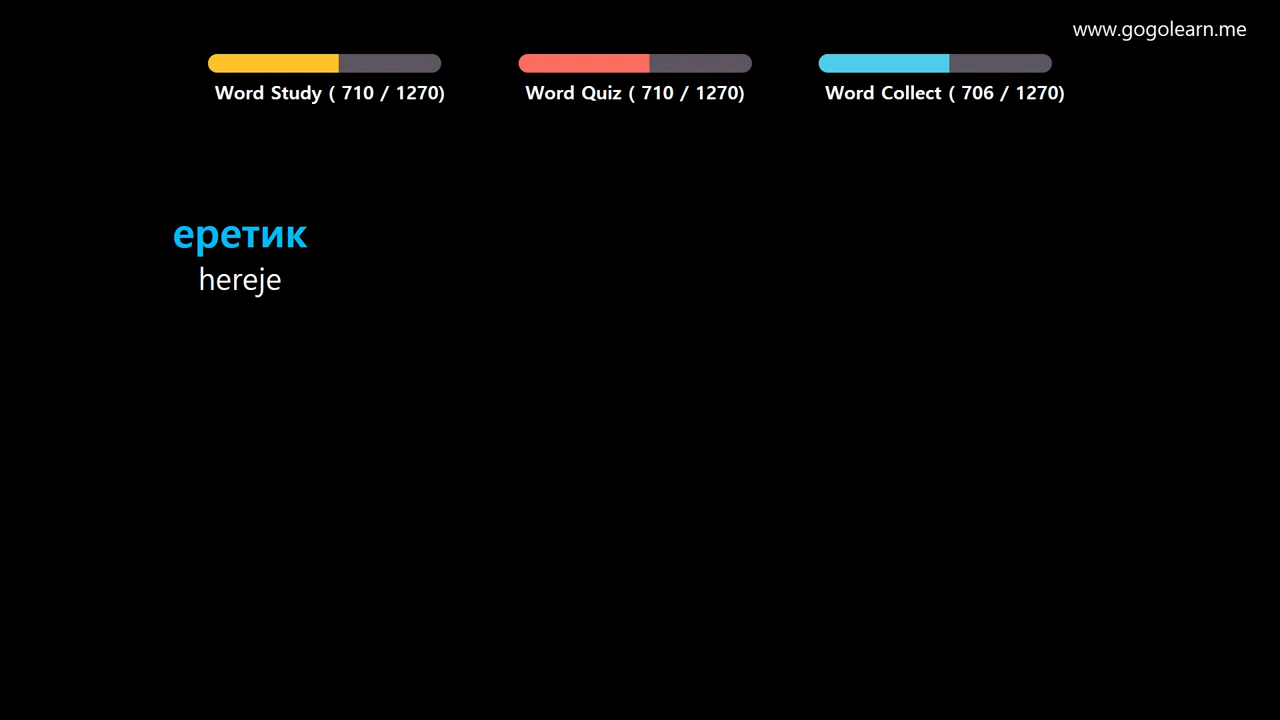 www.gogolearn.me
Word Study ( 710 / 1270)
Word Quiz ( 710 / 1270)
Word Collect ( 706 / 1270)
еретик
hereje